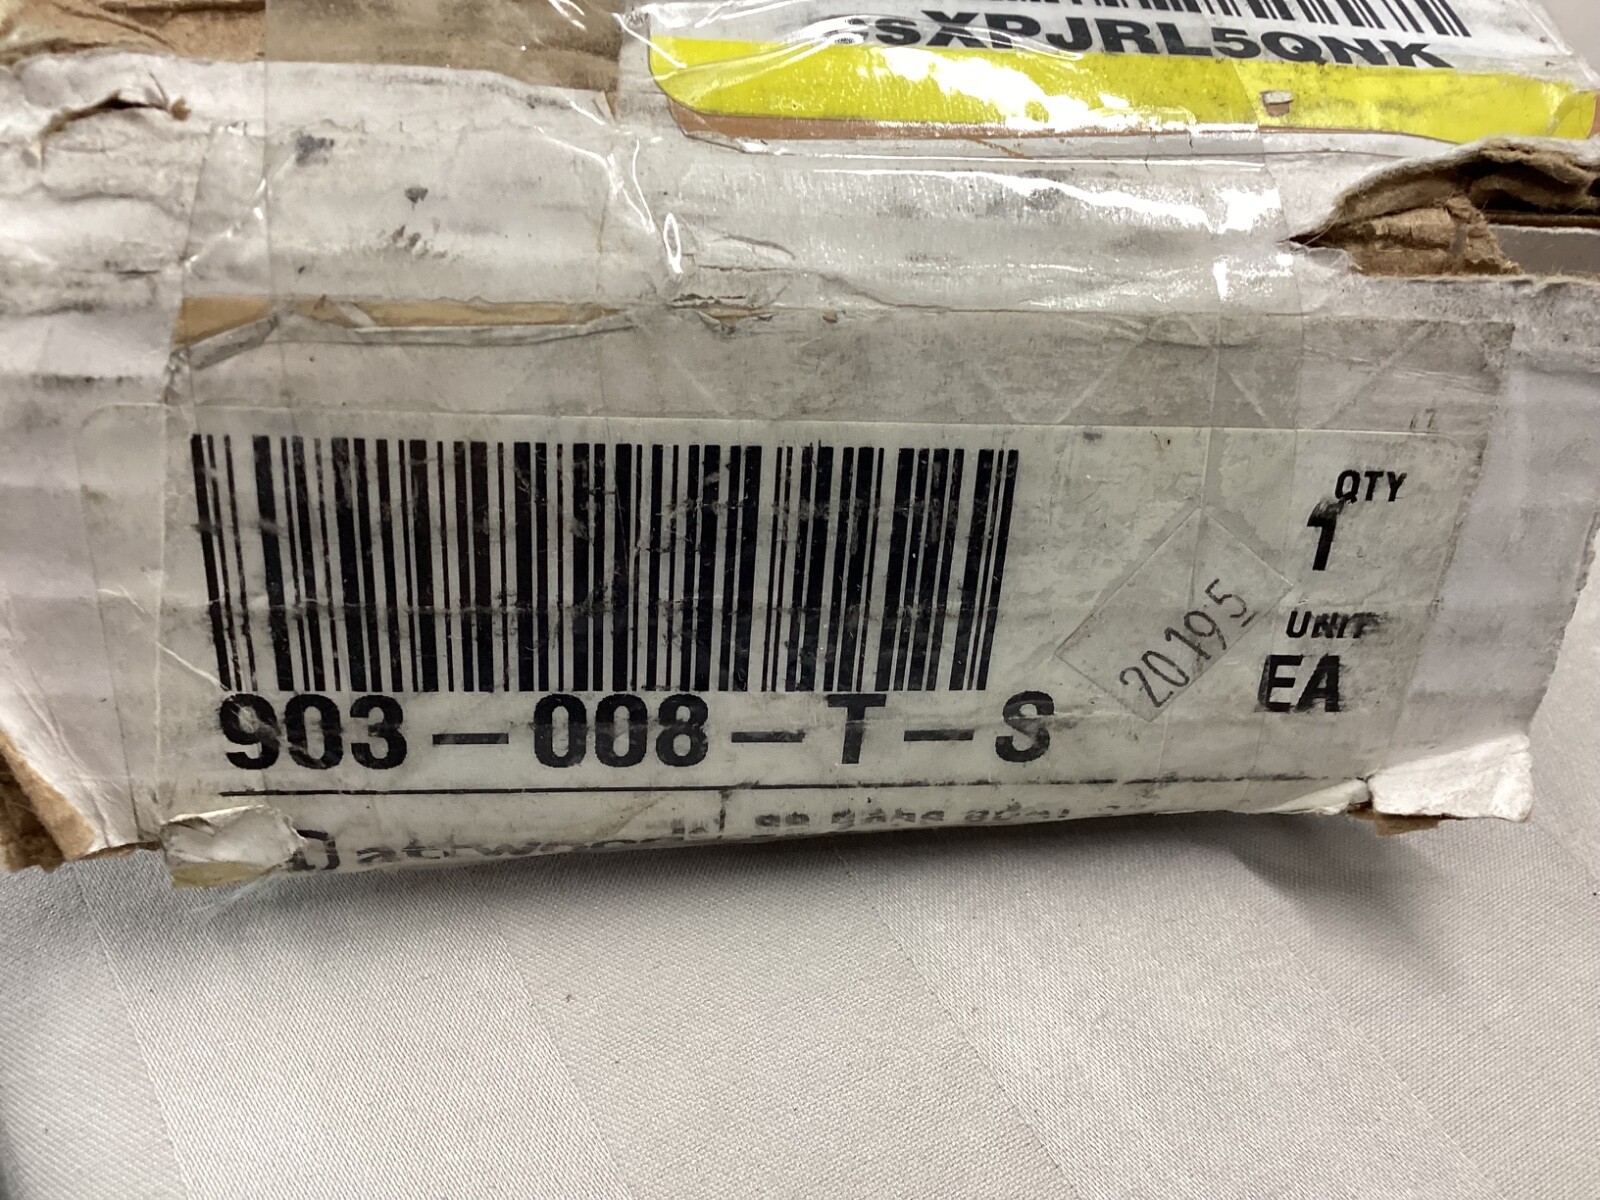 ssXPJRL5QNK
QTY
1
UNIT
EA
20195
903-008-T-S